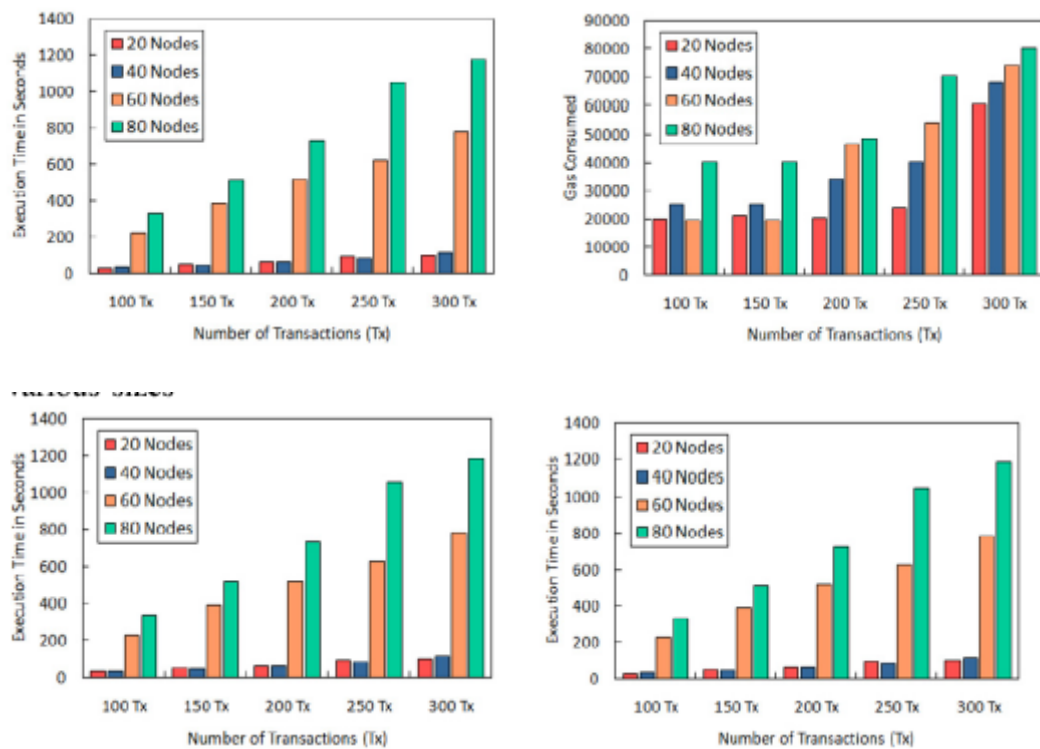 1400
1200
1000
800
600
400
200
0
Execution Time in Seconds
20 Nodes
40 Nodes
60 Nodes
80 Nodes
100 Tx 150 Tx 200 Tx 250 Tx 300 Tx
Number of Transactions (Tx)
90000
80000
70000
60000
50000
40000
30000
20000
10000
0
Gas Consumed
20 Nodes
40 Nodes
60 Nodes
80 Nodes
100 Tx 150 Tx 200 Tx 250 Tx 300 Tx
Number of Transactions (Tx)
various sizes
1400
1200
1000
800
600
400
200
0
Execution Time in Seconds
20 Nodes
40 Nodes
60 Nodes
80 Nodes
100 Tx 150 Tx 200 Tx 250 Tx 300 Tx
Number of Transactions (Tx)
1400
1200
1000
800
600
400
200
0
Execution Time in Seconds
20 Nodes
40 Nodes
60 Nodes
80 Nodes
100 Tx 150 Tx 200 Tx 250 Tx 300 Tx
Number of Transactions (Tx)